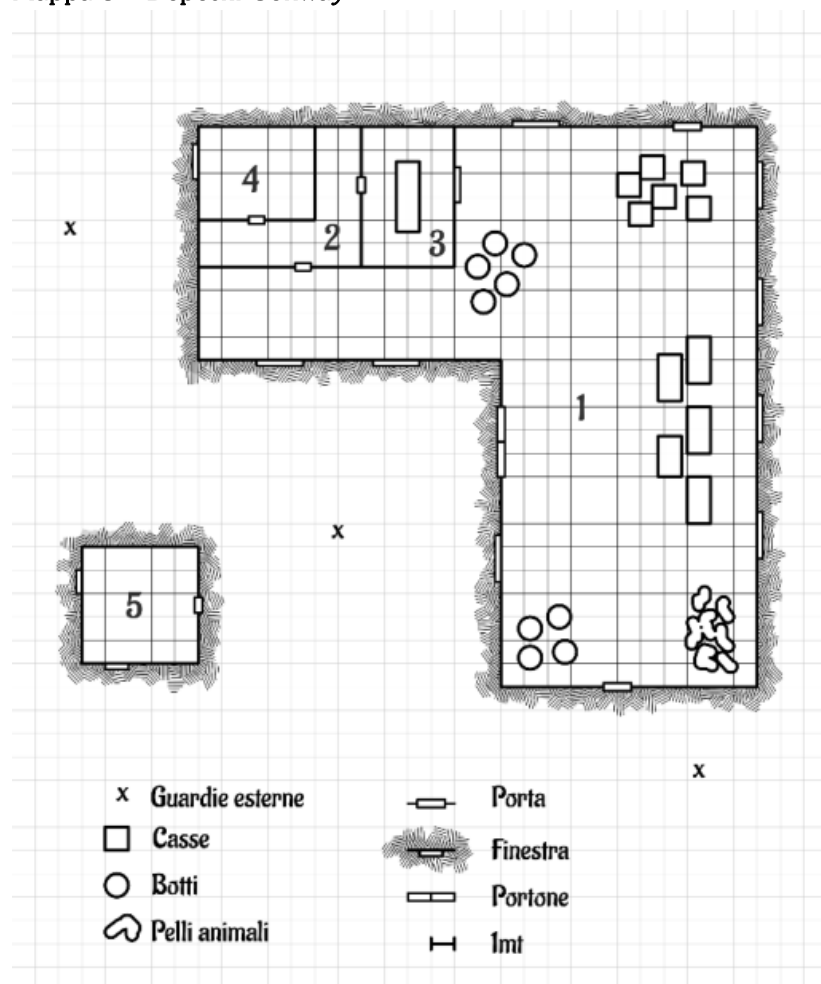 4
x
2
3
1
x
5
x
x Guardie esterne
Casse
Botti
Pelli animali
Porta
Finestra
Portone
1mt